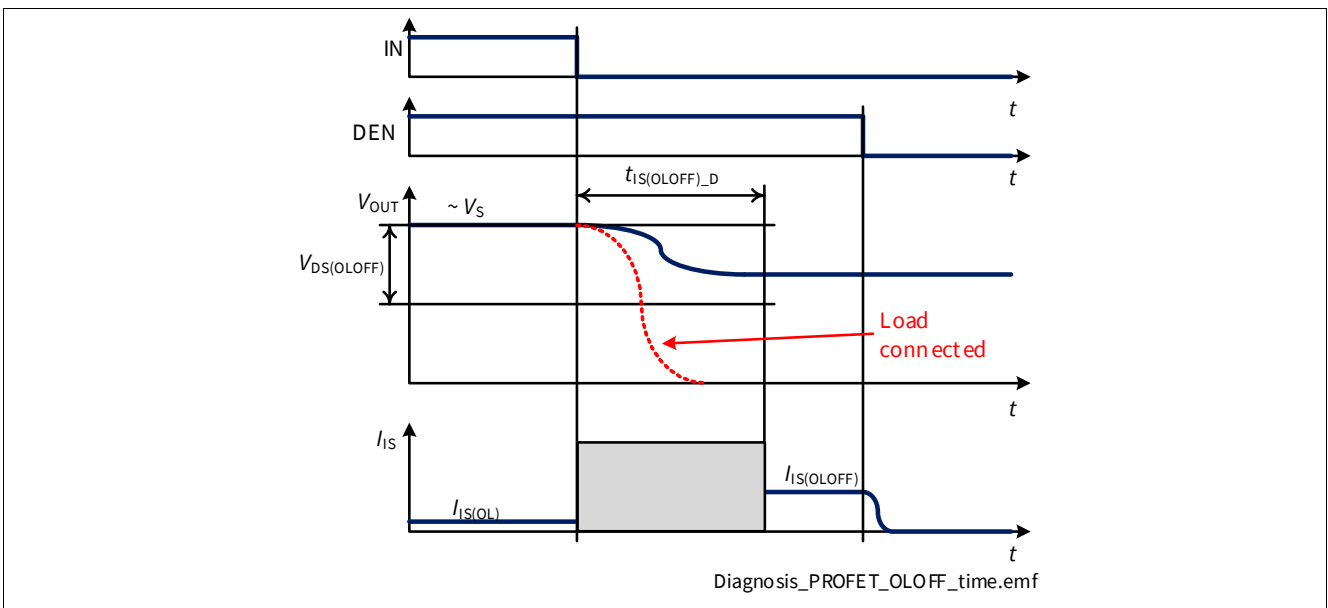 IN
t
DEN
t
tIS(OLOFF)_D
VOUT
~ VS
VDS(OLOFF)
Load
connected
t
IIS
IIS(OLOFF)
IIS(OL)
t
Diagnosis_PROFET_OLOFF_time.emf